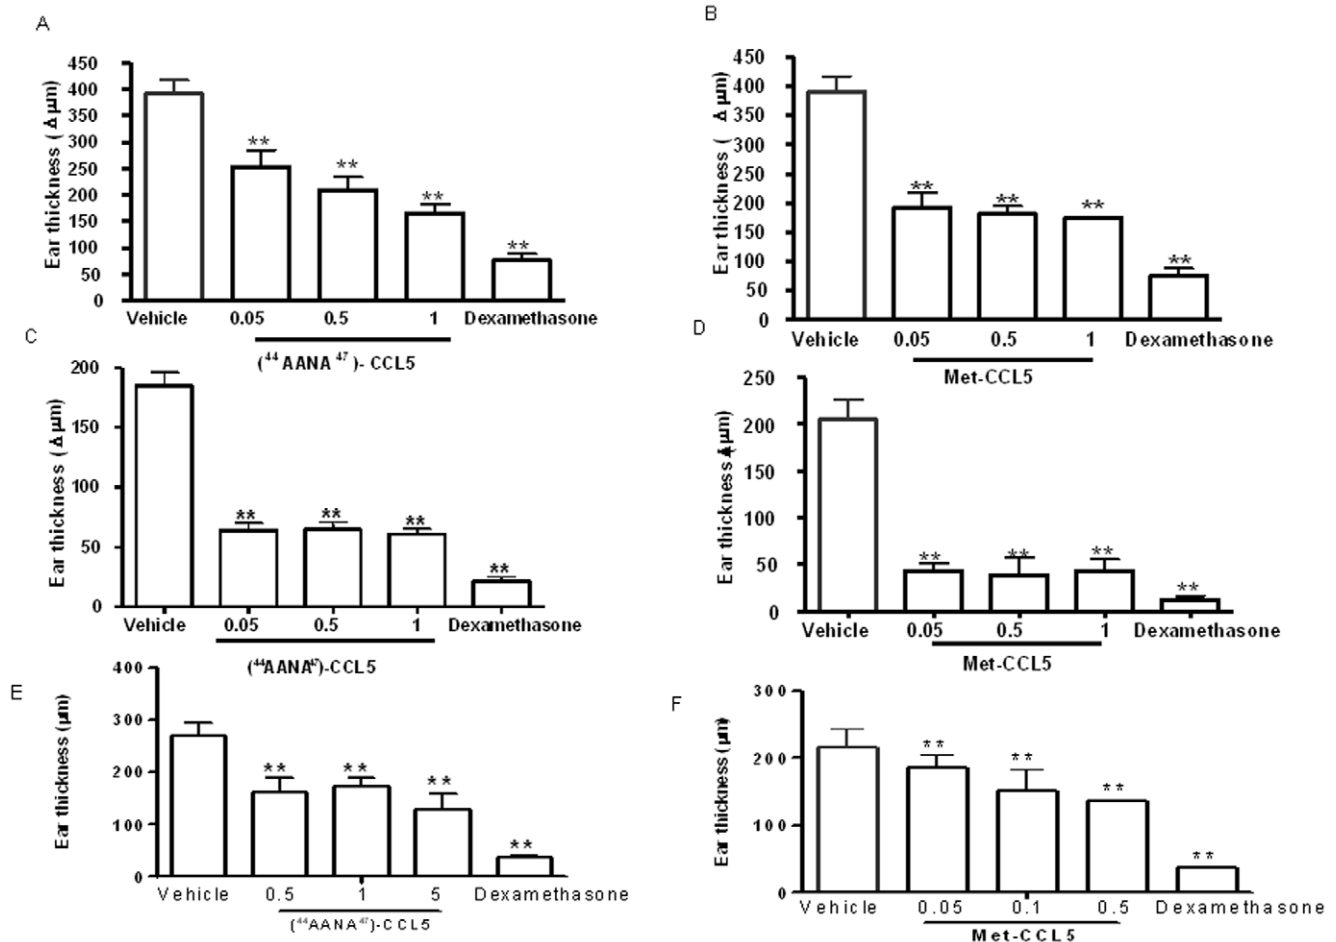 A
Ear thickness ( Δ µm)
450
400
350
300
250
200
150
100
50
0
**
**
**
**
Vehicle 0.05 0.5 1 Dexamethasone
(⁴⁴ AANA ⁴⁷ )- CCL5
B
Ear thickness ( Δ µm)
450
400
350
300
250
200
150
100
50
0
**
**
**
**
Vehicle 0.05 0.5 1 Dexamethasone
Met-CCL5
C
Ear thickness ( Δ µm)
200
150
100
50
0
**
**
**
**
Vehicle 0.05 0.5 1 Dexamethasone
(⁴⁴AANA⁴⁷)-CCL5
D
Ear thickness (Δµm)
250
200
150
100
50
0
**
**
**
**
Vehicle 0.05 0.5 1 Dexamethasone
Met-CCL5
E
Ear thickness (µm)
400
300
200
100
0
**
**
**
**
Vehicle 0.5 1 5 Dexamethasone
(⁴⁴AANA⁴⁷)-CCL5
F
Ear thickness (µm)
300
200
100
0
**
**
**
**
Vehicle 0.05 0.1 0.5 Dexamethasone
Met-CCL5